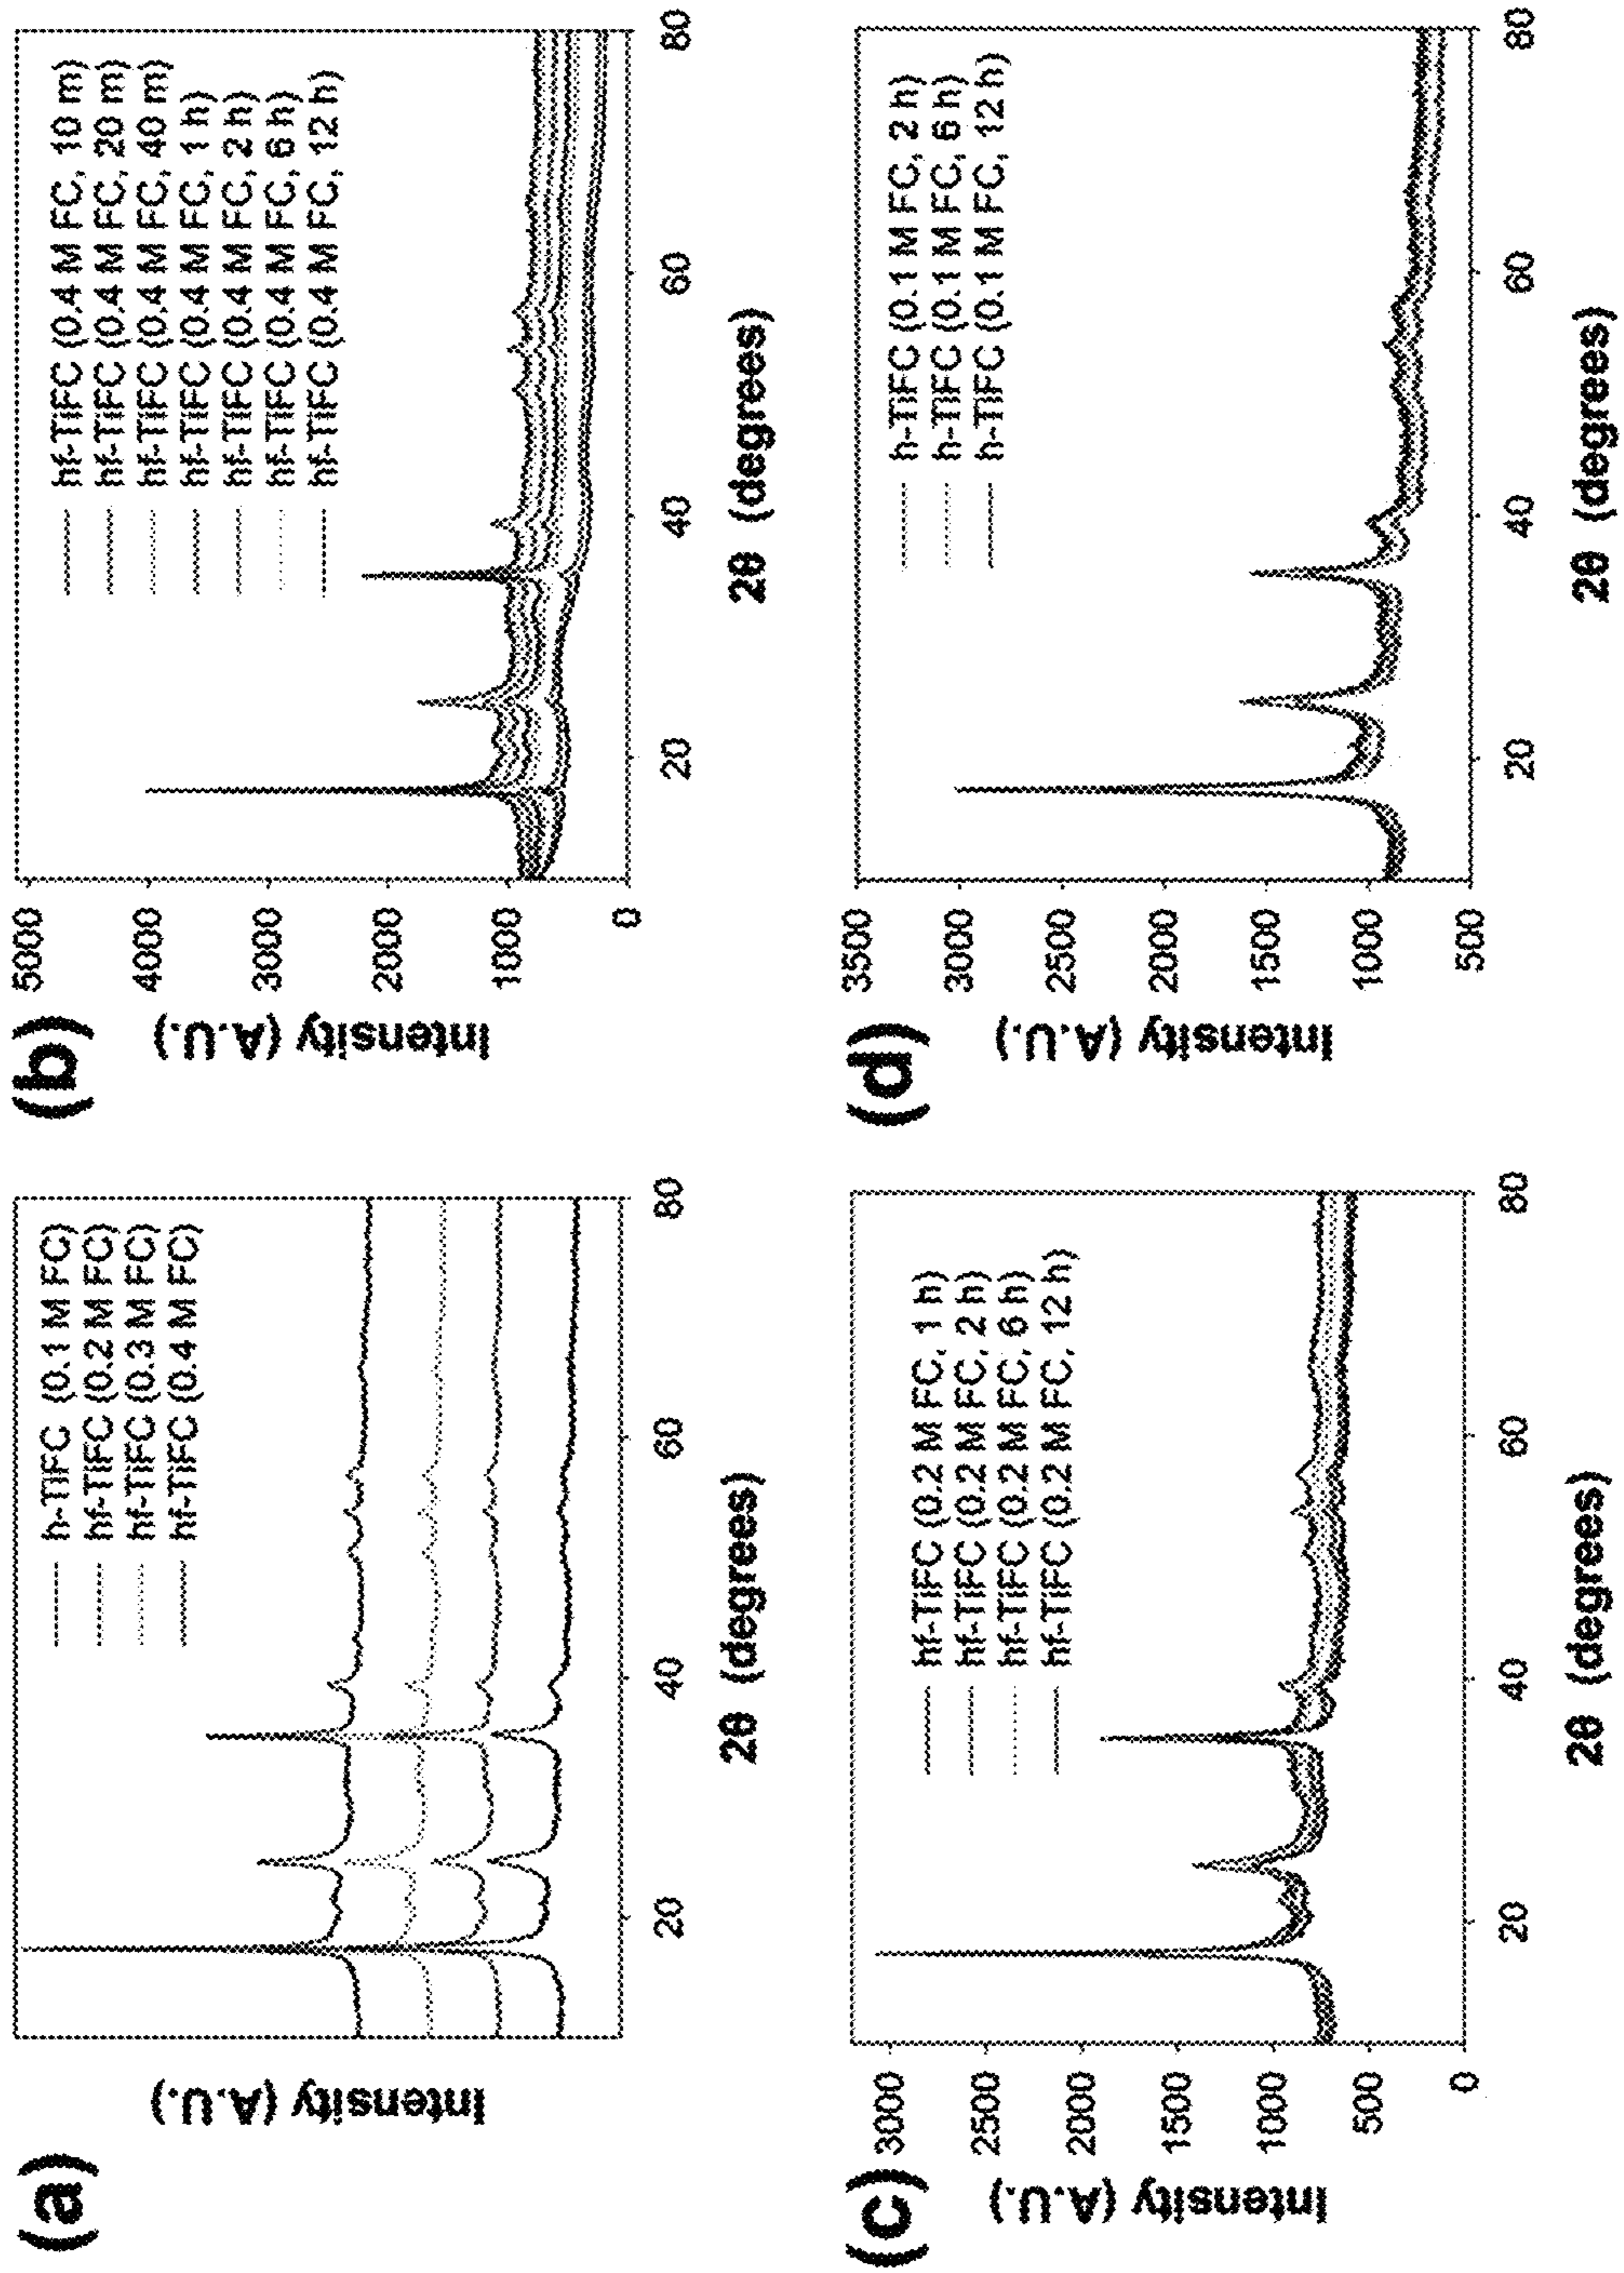 (a)
Intensity (A.U.)
h-TiFC (0.1 M FC)
hf-TiFC (0.2 M FC)
hf-TiFC (0.3 M FC)
hf-TiFC (0.4 M FC)
20 40 60 80
2θ (degrees)
(b)
Intensity (A.U.)
5000
4000
3000
2000
1000
0
hf-TiFC (0.4 M FC, 10 m)
hf-TiFC (0.4 M FC, 20 m)
hf-TiFC (0.4 M FC, 40 m)
hf-TiFC (0.4 M FC, 1 h)
hf-TiFC (0.4 M FC, 2 h)
hf-TiFC (0.4 M FC, 6 h)
hf-TiFC (0.4 M FC, 12 h)
20 40 60 80
2θ (degrees)
(c)
Intensity (A.U.)
3000
2500
2000
1500
1000
500
0
hf-TiFC (0.2 M FC, 1 h)
hf-TiFC (0.2 M FC, 2 h)
hf-TiFC (0.2 M FC, 6 h)
hf-TiFC (0.2 M FC, 12 h)
20 40 60 80
2θ (degrees)
(d)
Intensity (A.U.)
3500
3000
2500
2000
1500
1000
500
h-TiFC (0.1 M FC, 2 h)
h-TiFC (0.1 M FC, 6 h)
h-TiFC (0.1 M FC, 12 h)
20 40 60 80
2θ (degrees)